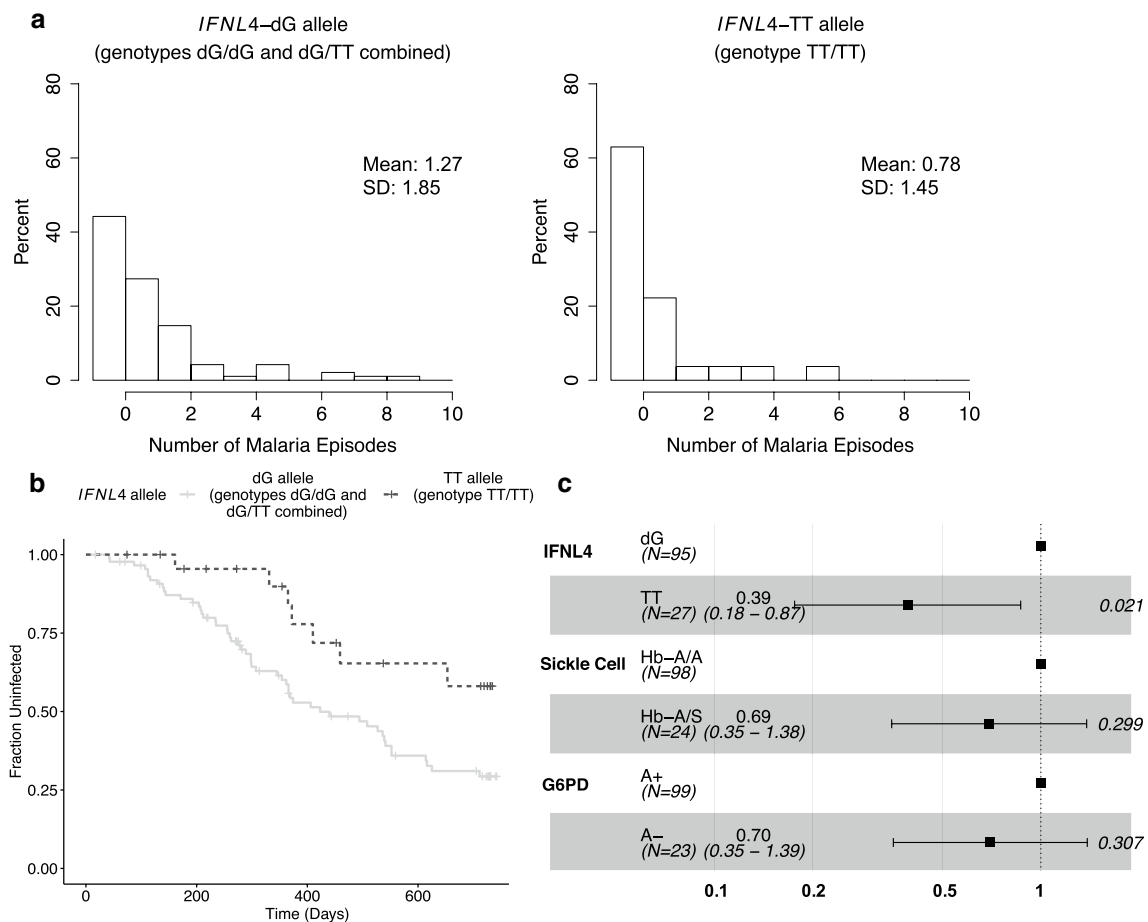 a
IFNL4–dG allele
(genotypes dG/dG and dG/TT combined)
Percent
0 20 40 60 80
Mean: 1.27
SD: 1.85
0 2 4 6 8 10
Number of Malaria Episodes
IFNL4–TT allele
(genotype TT/TT)
Percent
0 20 40 60 80
Mean: 0.78
SD: 1.45
0 2 4 6 8 10
Number of Malaria Episodes
b
IFNL4 allele
dG allele
(genotypes dG/dG and
dG/TT combined)
TT allele
(genotype TT/TT)
Fraction Uninfected
1.00
0.75
0.50
0.25
0.00
0 200 400 600
Time (Days)
c
IFNL4
dG
(N=95)
TT 0.39
(N=27) (0.18 – 0.87)
0.021
Sickle Cell
Hb–A/A
(N=98)
Hb–A/S 0.69
(N=24) (0.35 – 1.38)
0.299
G6PD
A+
(N=99)
A– 0.70
(N=23) (0.35 – 1.39)
0.307
0.1 0.2 0.5 1